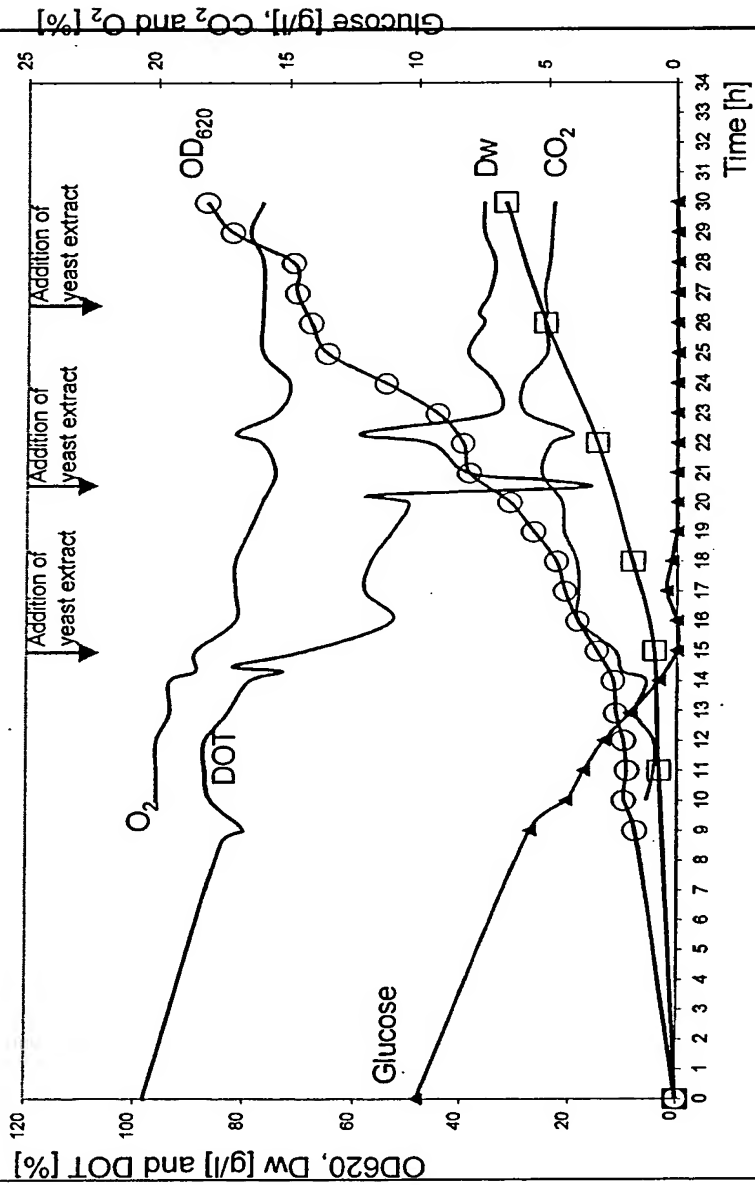 Glucose [g/l], CO₂ and O₂ [%]
25
20
15
10
5
0
Addition of
yeast extract
Addition of
yeast extract
Addition of
yeast extract
OD₆₂₀
Dw
CO₂
O₂
DOT
Glucose
120
100
80
60
40
20
0
OD620, Dw [g/l] and DOT [%]
0 1 2 3 4 5 6 7 8 9 10 11 12 13 14 15 16 17 18 19 20 21 22 23 24 25 26 27 28 29 30 31 32 33 34
Time [h]